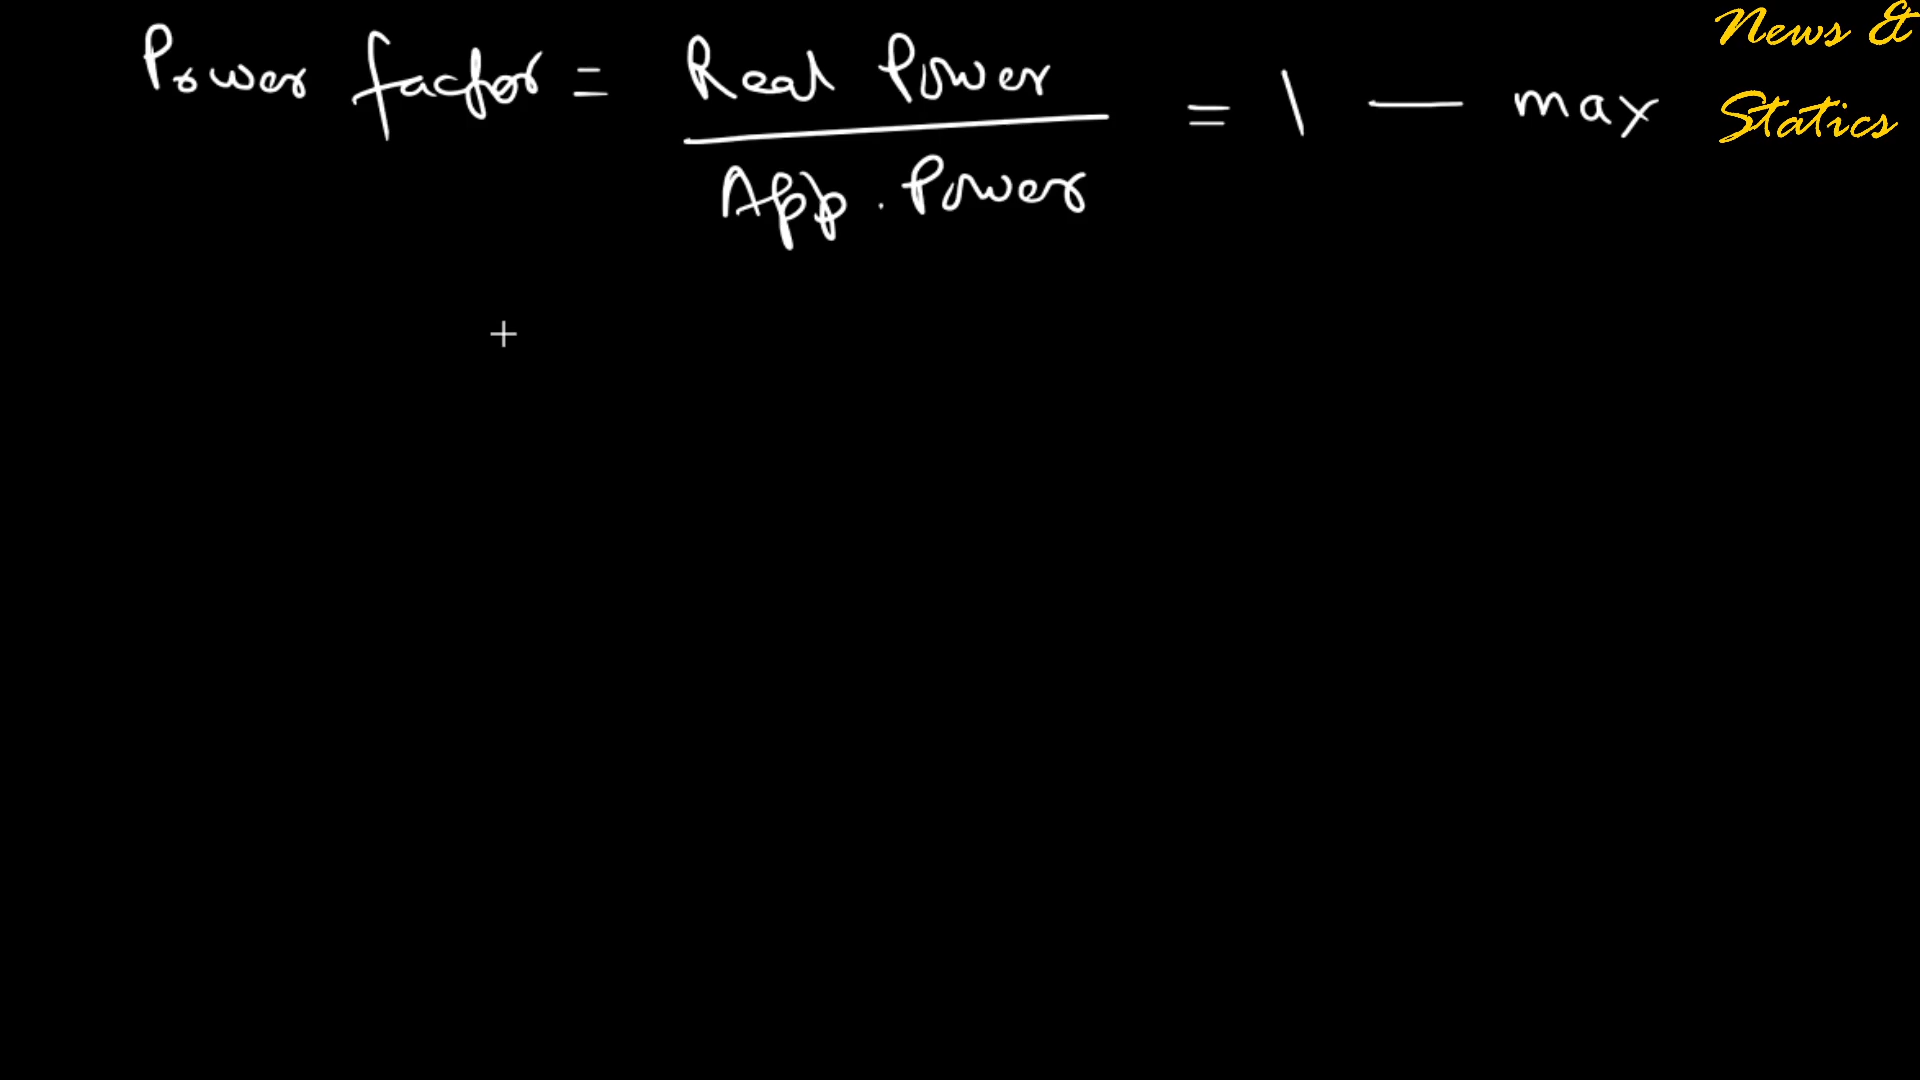 Power factor = Real Power / App. Power = 1 — max
News &
Statics